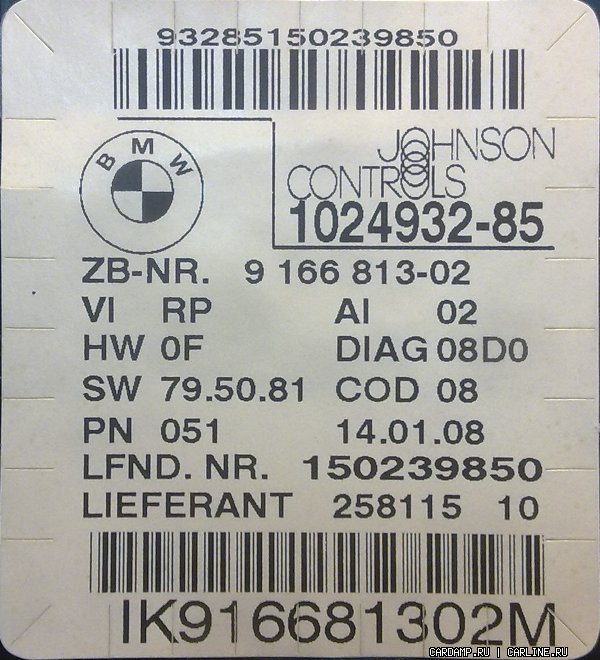 93285150239850
BMW
JOHNSON
CONTROLS
1024932-85
ZB-NR. 9 166 813-02
VI RP AI 02
HW 0F DIAG 08D0
SW 79.50.81 COD 08
PN 051 14.01.08
LFND. NR. 150239850
LIEFERANT 258115 10
IK916681302M
CARDAMP.RU | CARLINE.RU